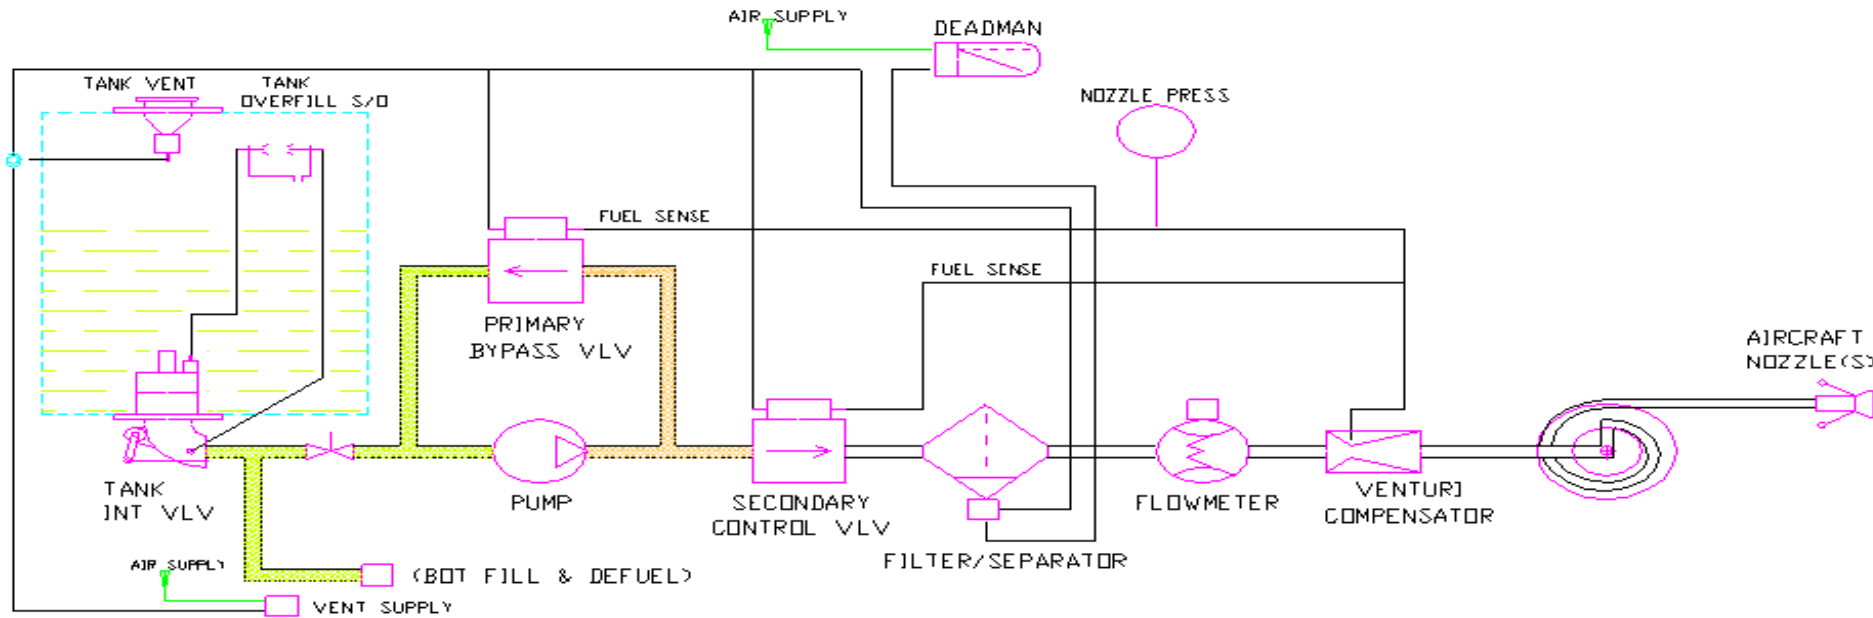 AIR SUPPLY
DEADMAN
TANK VENT
TANK
OVERFILL S/O
NOZZLE PRESS
FUEL SENSE
FUEL SENSE
PRIMARY
BYPASS VLV
AIRCRAFT
NOZZLE(S)
TANK
INT VLV
PUMP
SECONDARY
CONTROL VLV
FLOWMETER
VENTURI
COMPENSATOR
FILTER/SEPARATOR
AIR SUPPLY
(BOT FILL & DEFUEL)
VENT SUPPLY